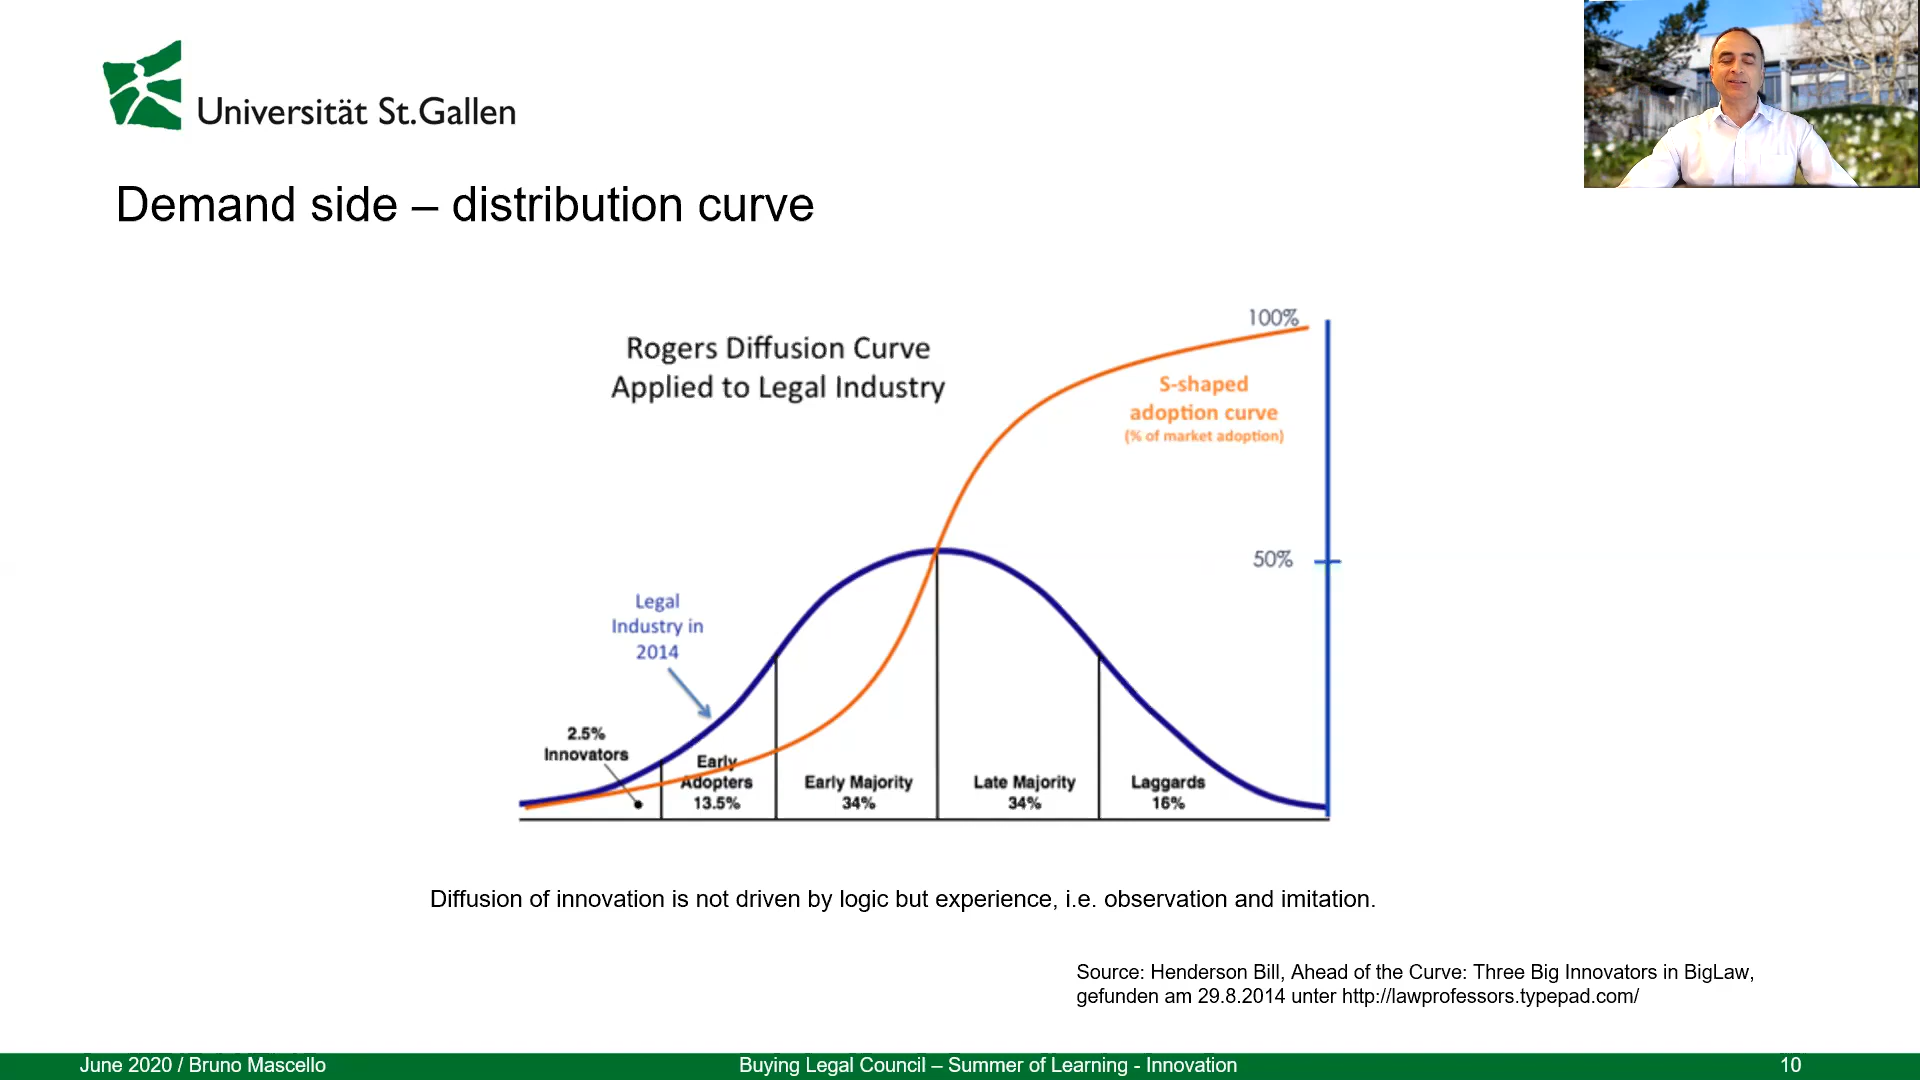 Universität St.Gallen
Demand side – distribution curve
Rogers Diffusion Curve
Applied to Legal Industry
100%
S-shaped
adoption curve
(% of market adoption)
50%
Legal
Industry in
2014
2.5%
Innovators
Early
Adopters
13.5%
Early Majority
34%
Late Majority
34%
Laggards
16%
Diffusion of innovation is not driven by logic but experience, i.e. observation and imitation.
Source: Henderson Bill, Ahead of the Curve: Three Big Innovators in BigLaw,
gefunden am 29.8.2014 unter http://lawprofessors.typepad.com/
June 2020 / Bruno Mascello
Buying Legal Council – Summer of Learning - Innovation
10